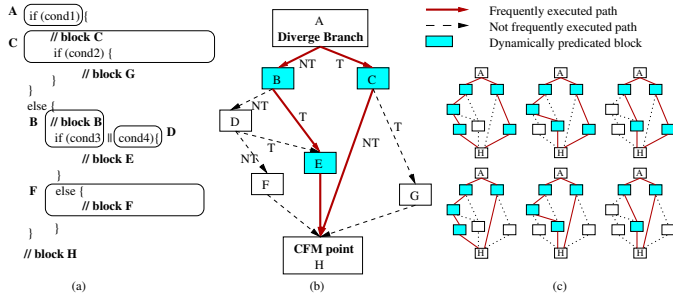 A if (cond1) {
C // block C
if (cond2) {
// block G
}
}
else {
B // block B
if (cond3 || cond4){ D
// block E
}
F else {
// block F
}
}
// block H
(a)
A
Diverge Branch
NT T
B C
NT T
D
T NT
T
NT E
F G
CFM point
H
(b)
Frequently executed path
Not frequently executed path
Dynamically predicated block
A A A
H H H
A A A
H H H
(c)